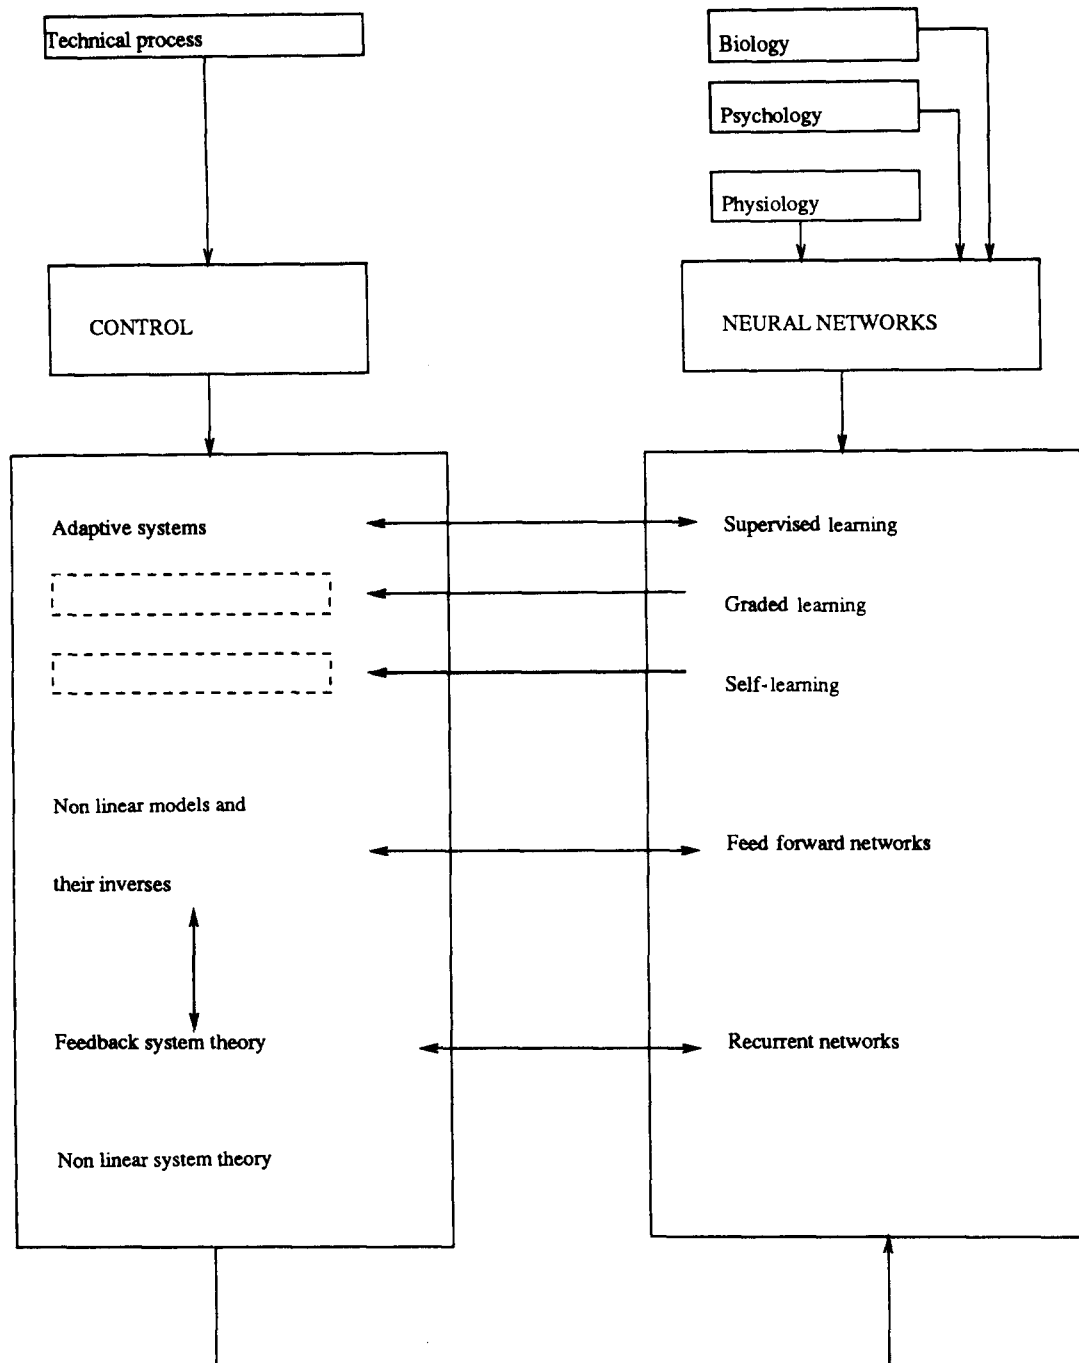 Technical process
Biology
Psychology
Physiology
CONTROL
NEURAL NETWORKS
Adaptive systems
Supervised learning
Graded learning
Self-learning
Non linear models and
their inverses
Feed forward networks
Feedback system theory
Recurrent networks
Non linear system theory